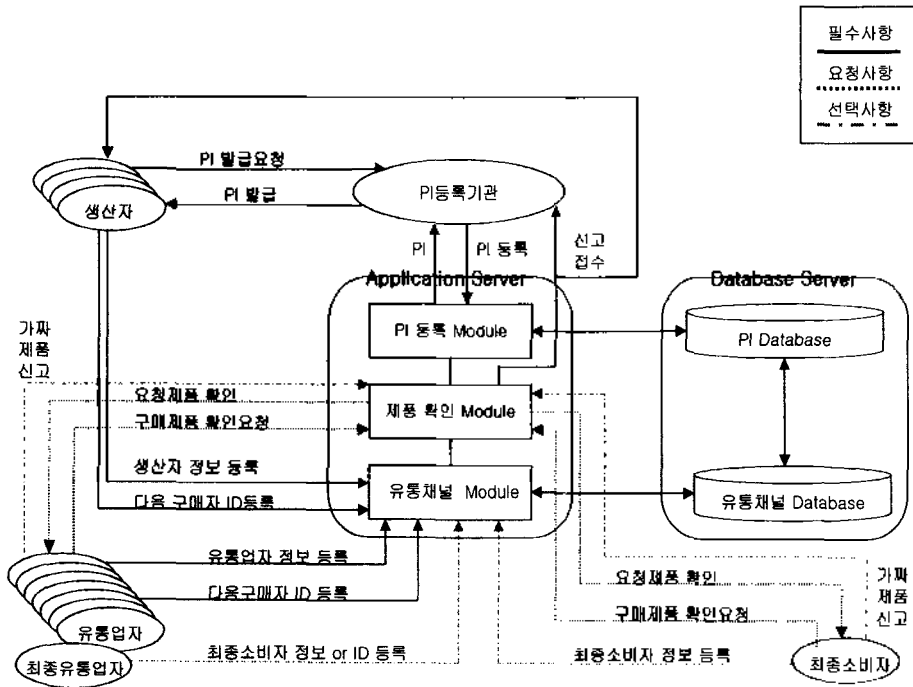 필수사항
요청사항
선택사항
PI 발급요청
PI 발급
생산자
PI등록기관
PI
PI 등록
신고
접수
Application Server
Database Server
PI 등록 Module
PI Database
가짜
제품
신고
요청제품 확인
제품 확인 Module
구매제품 확인요청
생산자 정보 등록
유통채널 Module
유통채널 Database
다음 구매자 ID등록
유통업자 정보 등록
다음구매자 ID 등록
요청제품 확인
가짜
제품
신고
구매제품 확인요청
유통업자
최종유통업자
최종소비자 정보 or ID 등록
최종소비자 정보 등록
최종소비자